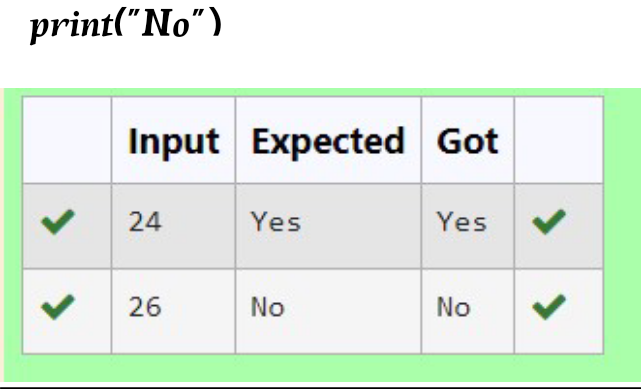 print("No")
Input Expected Got
24 Yes Yes
26 No No